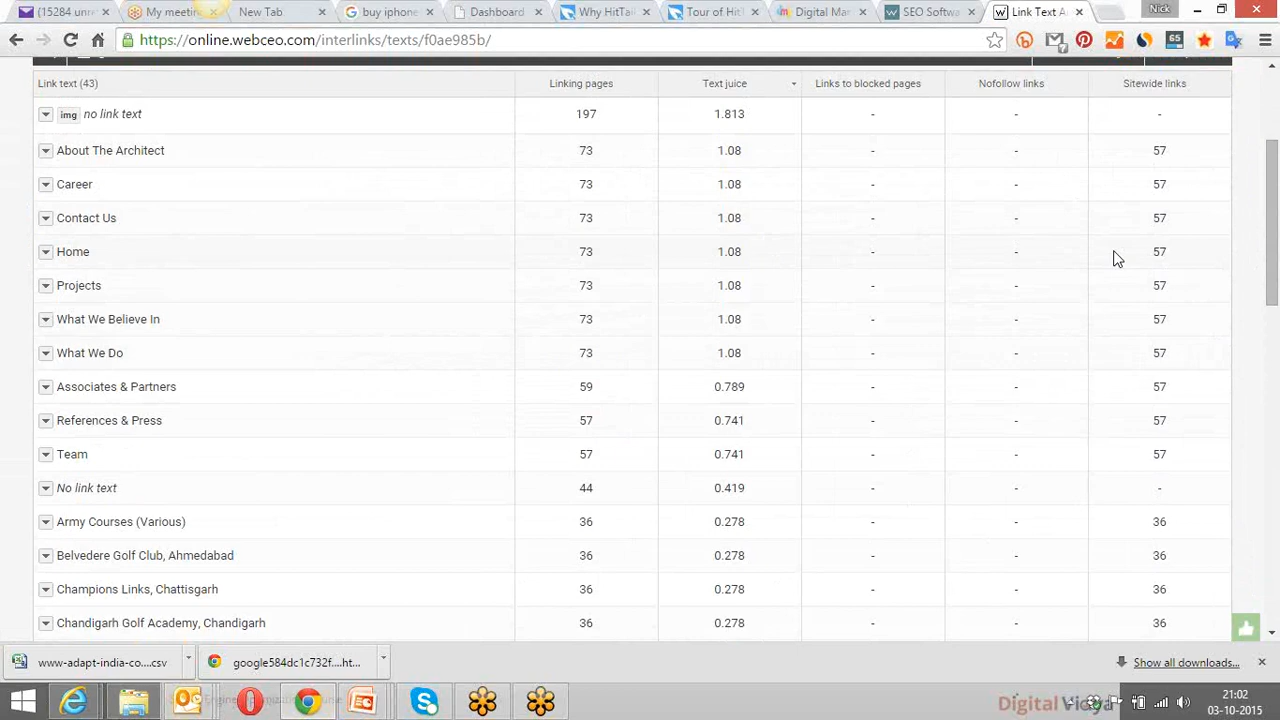 (15284 unr
My meetin
New Tab
buy iphone
Dashboard
Why HitTai
Tour of HitT
Digital Mar
SEO Softwa
Link Text A
Nick
https://online.webceo.com/interlinks/texts/f0ae985b/
65
Link text (43) Linking pages Text juice Links to blocked pages Nofollow links Sitewide links
img no link text 197 1.813 - - -
About The Architect 73 1.08 - - 57
Career 73 1.08 - - 57
Contact Us 73 1.08 - - 57
Home 73 1.08 - - 57
Projects 73 1.08 - - 57
What We Believe In 73 1.08 - - 57
What We Do 73 1.08 - - 57
Associates & Partners 59 0.789 - - 57
References & Press 57 0.741 - - 57
Team 57 0.741 - - 57
No link text 44 0.419 - - -
Army Courses (Various) 36 0.278 - - 36
Belvedere Golf Club, Ahmedabad 36 0.278 - - 36
Champions Links, Chattisgarh 36 0.278 - - 36
Chandigarh Golf Academy, Chandigarh 36 0.278 - - 36
www-adapt-india-co....csv
google584dc1c732f....ht...
Show all downloads...
21:02
03-10-2015
Digital Vidya